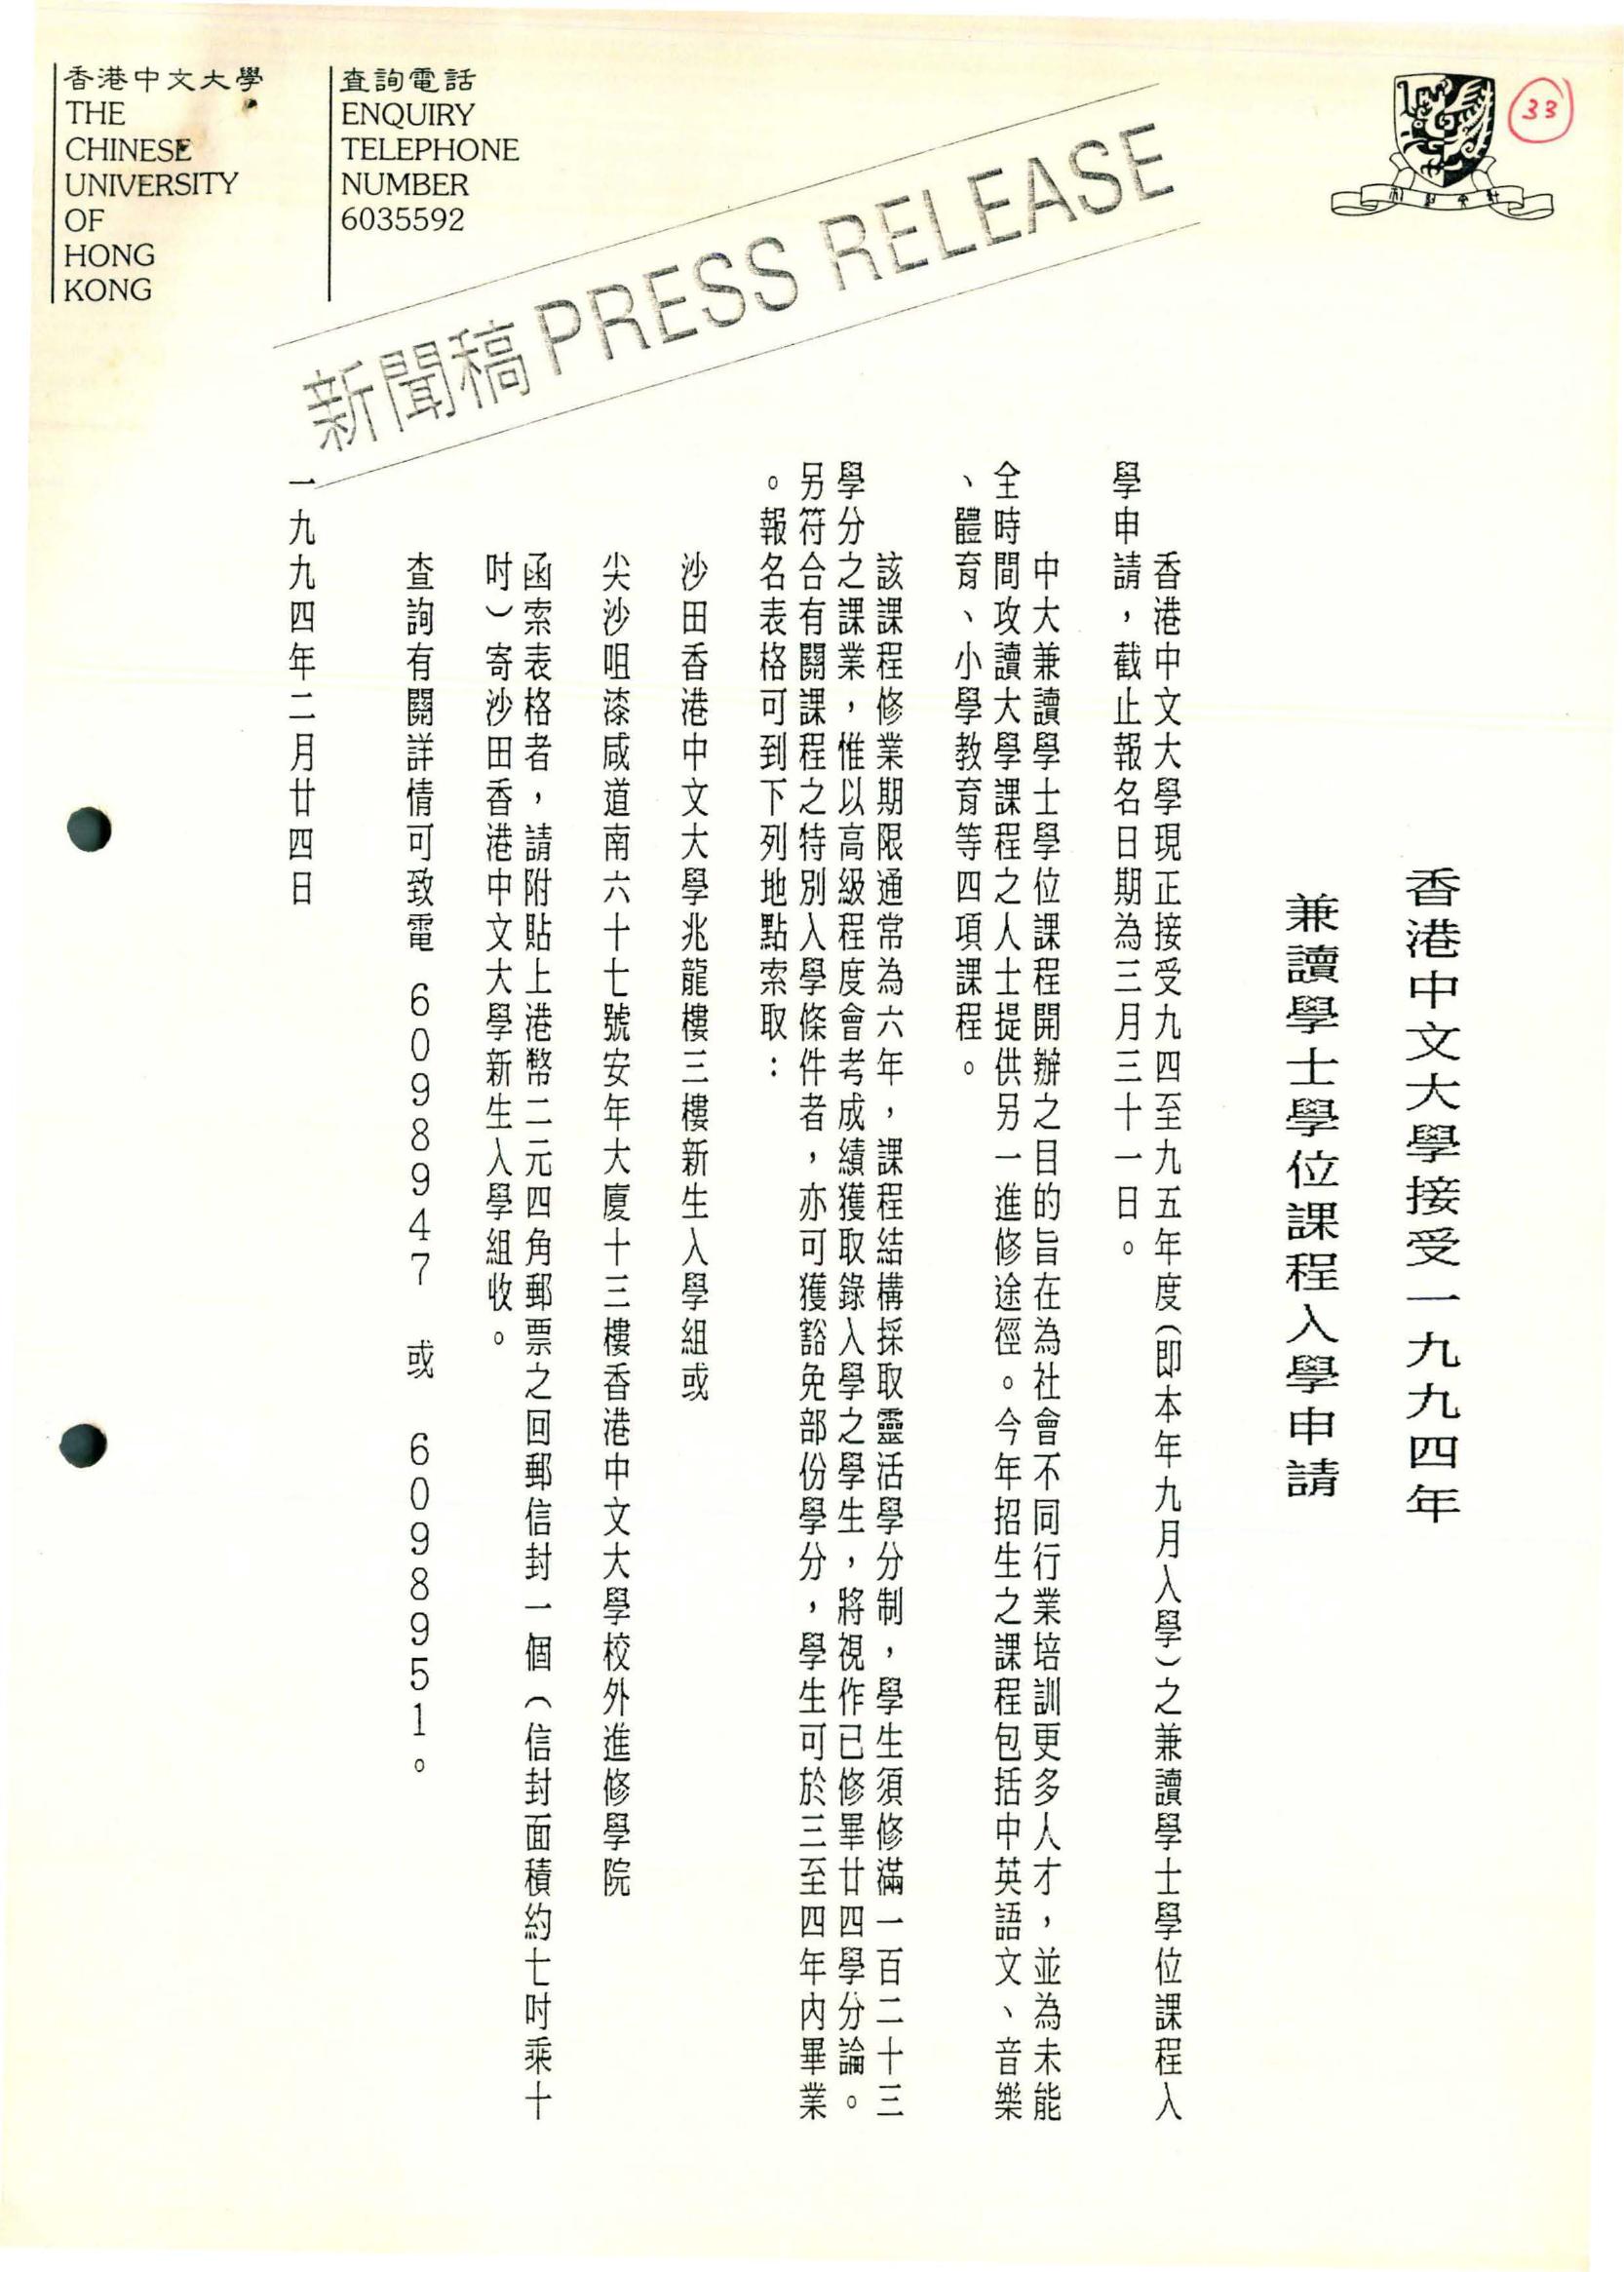 香港中文大學
THE
CHINESE
UNIVERSITY
OF
HONG
KONG
查詢電話
ENQUIRY
TELEPHONE
NUMBER
6035592
33
新聞稿 PRESS RELEASE
香港中文大學接受一九九四年
兼讀學士學位課程入學申請
香港中文大學現正接受九四至九五年度（即本年九月入學）之兼讀學士學位課程入
學申請，截止報名日期為三月三十一日。
中大兼讀學士學位課程開辦之目的旨在為社會不同行業培訓更多人才，並為未能
全時間攻讀大學課程之人士提供另一進修途徑。今年招生之課程包括中英語文、音樂
、體育、小學教育等四項課程。
該課程修業期限通常為六年，課程結構採取靈活學分制，學生須修滿一百二十三
學分之課業，惟以高級程度會考成績獲取錄入學之學生，將視作已修畢廿四學分論。
另符合有關課程之特別入學條件者，亦可獲豁免部份學分，學生可於三至四年內畢業
。報名表格可到下列地點索取：
沙田香港中文大學兆龍樓三樓新生入學組或
尖沙咀漆咸道南六十七號安年大廈十三樓香港中文大學校外進修學院
函索表格者，請附貼上港幣二元四角郵票之回郵信封一個（信封面積約七吋乘十
吋）寄沙田香港中文大學新生入學組收。
查詢有關詳情可致電 6098947 或 6098951。
一九九四年二月廿四日